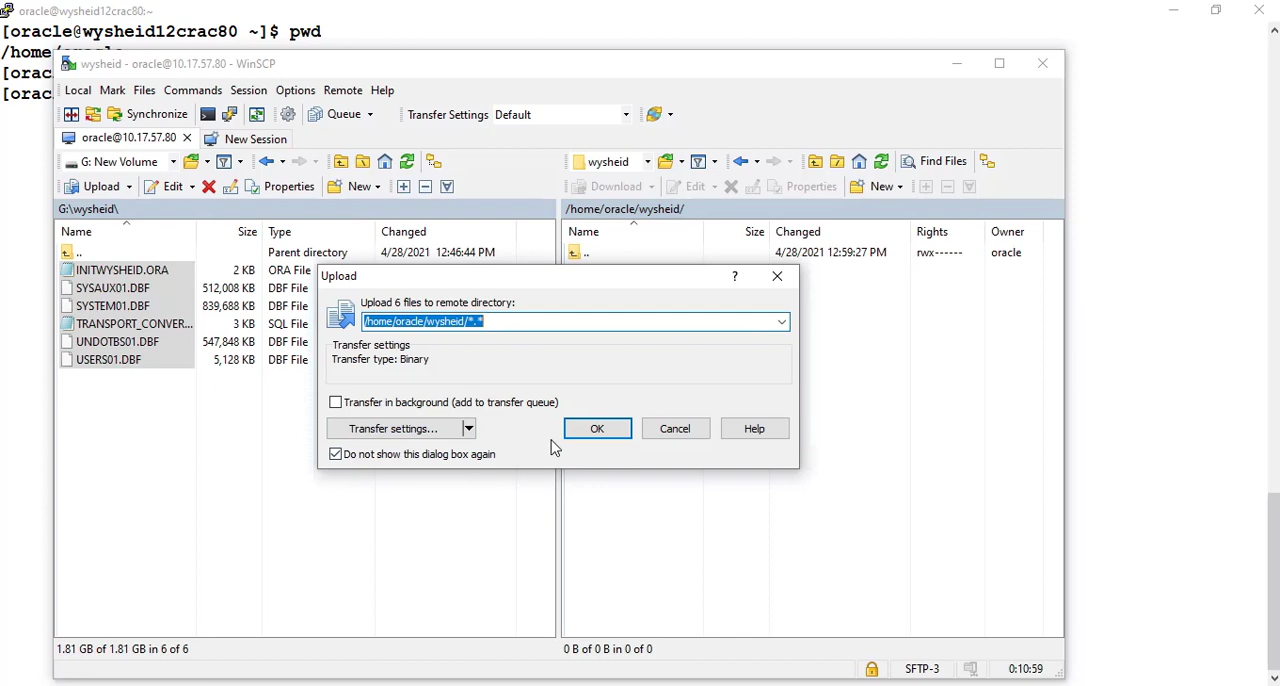 oracle@wysheid12crac80:~
[oracle@wysheid12crac80 ~]$ pwd
/home/oracle
[orac
[orac
wysheid - oracle@10.17.57.80 - WinSCP
Local Mark Files Commands Session Options Remote Help
Synchronize Queue Transfer Settings Default
oracle@10.17.57.80 New Session
G: New Volume
wysheid Find Files
Upload Edit Properties New
Download Edit Properties New
G:\wysheid\
/home/oracle/wysheid/
Name Size Type Changed
Name Size Changed Rights Owner
.. Parent directory 4/28/2021 12:46:44 PM
.. 4/28/2021 12:59:27 PM rwx------ oracle
INITWYSHEID.ORA 2 KB ORA File
SYSAUX01.DBF 512,008 KB DBF File
SYSTEM01.DBF 839,688 KB DBF File
TRANSPORT_CONVER... 3 KB SQL File
UNDOTBS01.DBF 547,848 KB DBF File
USERS01.DBF 5,128 KB DBF File
Upload
Upload 6 files to remote directory:
/home/oracle/wysheid/*.*
Transfer settings
Transfer type: Binary
Transfer in background (add to transfer queue)
Transfer settings... OK Cancel Help
Do not show this dialog box again
1.81 GB of 1.81 GB in 6 of 6
0 B of 0 B in 0 of 0
SFTP-3 0:10:59